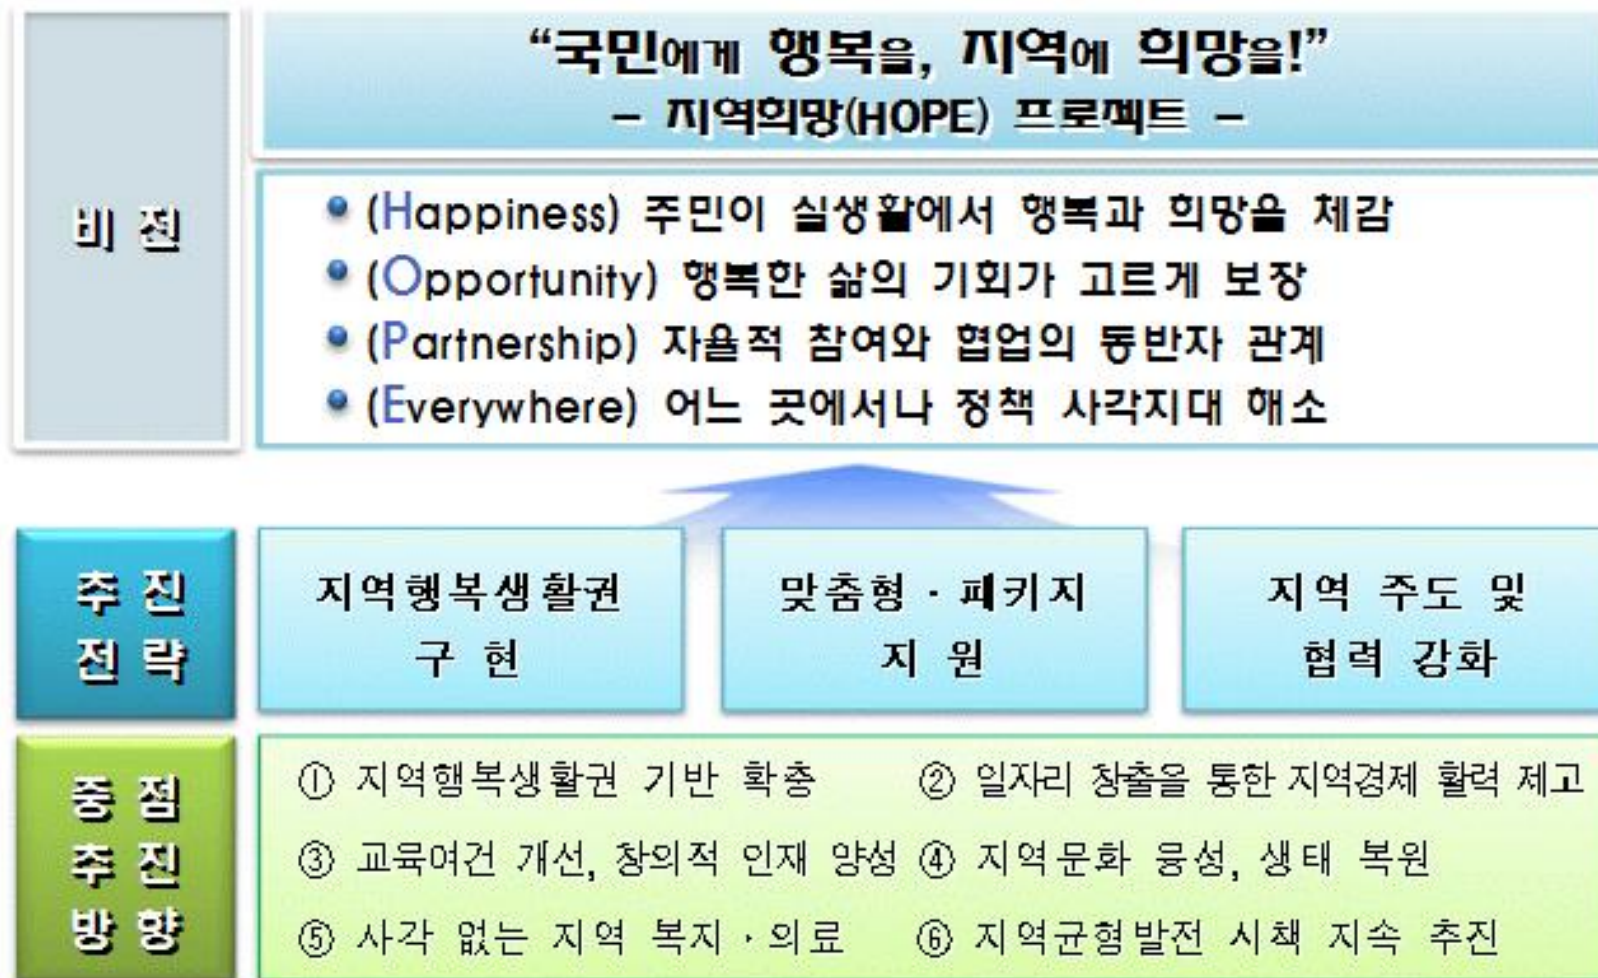 비 전
“국민에게 행복을, 지역에 희망을!”
– 지역희망(HOPE) 프로젝트 –
• (Happiness) 주민이 실생활에서 행복과 희망을 체감
• (Opportunity) 행복한 삶의 기회가 고르게 보장
• (Partnership) 자율적 참여와 협업의 동반자 관계
• (Everywhere) 어느 곳에서나 정책 사각지대 해소
추 진
전 략
지역행복생활권
구 현
맞춤형 · 패키지
지 원
지역 주도 및
협력 강화
중 점
추 진
방 향
① 지역행복생활권 기반 확충
② 일자리 창출을 통한 지역경제 활력 제고
③ 교육여건 개선, 창의적 인재 양성
④ 지역문화 융성, 생태 복원
⑤ 사각 없는 지역 복지 · 의료
⑥ 지역균형발전 시책 지속 추진